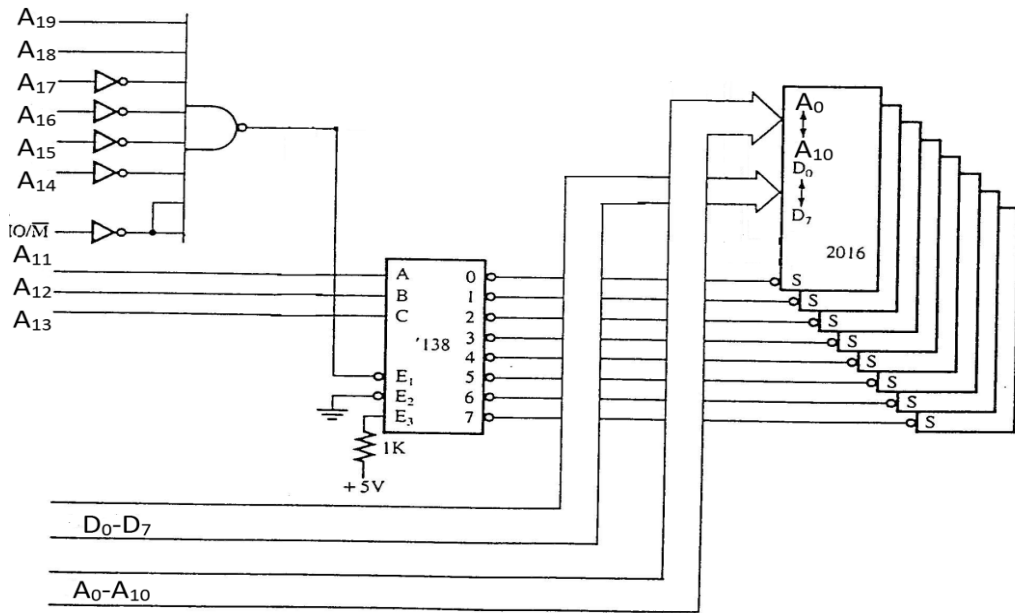 A19
A18
A17
A16
A15
A14
IO/M̅
A11
A12
A13
A 0
B 1
C 2
3
'138 4
E1 5
E2 6
E3 7
1K
+5V
A0
A10
D0
D7
2016
S
S
S
S
S
S
S
S
D0-D7
A0-A10